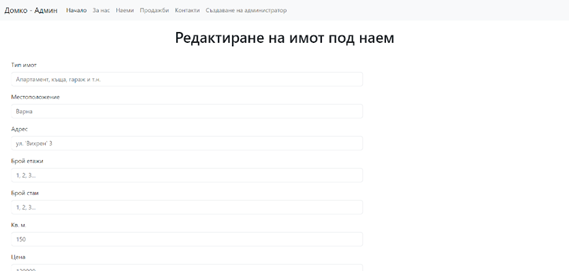 Домко - Админ Начало За нас Наеми Продажби Контакти Създаване на администратор
Редактиране на имот под наем
Тип имот
Апартамент, къща, гараж и т.н.
Местоположение
Варна
Адрес
ул. 'Вихрен' 3
Брой етажи
1, 2, 3...
Брой стаи
1, 2, 3...
Кв. м
150
Цена